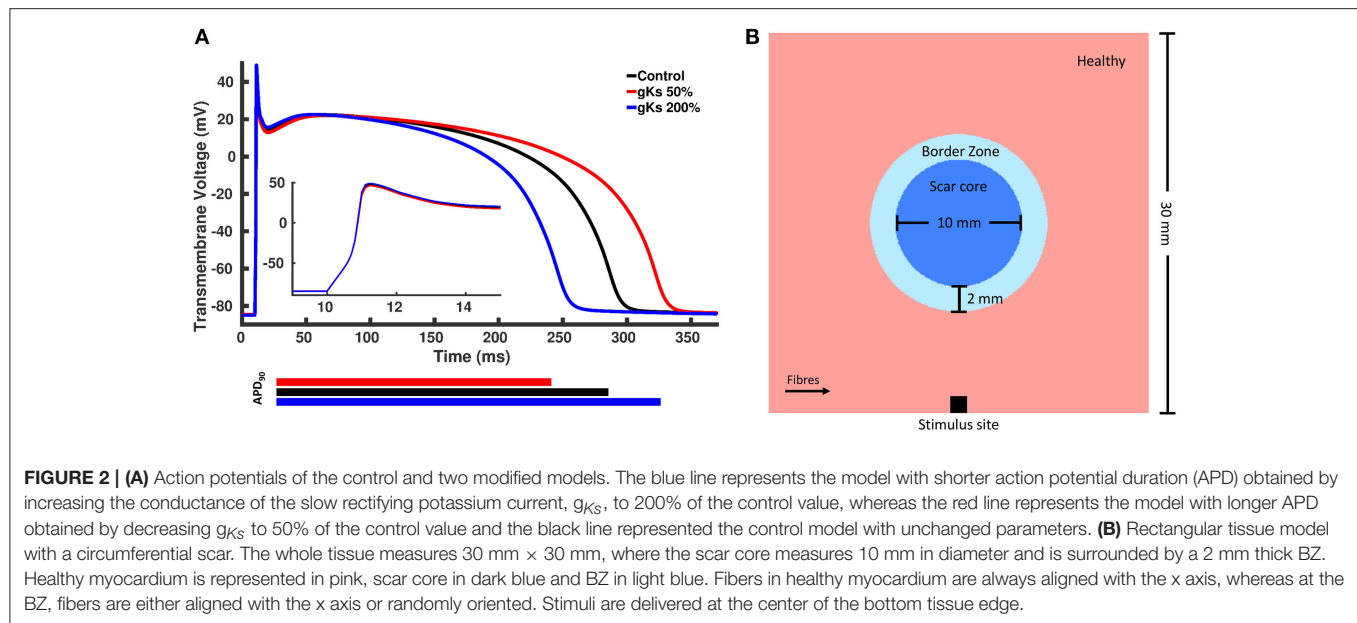 A
40
20
0
-20
-40
-60
-80
Transmembrane Voltage (mV)
Control
gKs 50%
gKs 200%
50
0
-50
10
12
14
0
50
100
150
200
250
300
350
Time (ms)
APD90
B
Healthy
Border Zone
Scar core
10 mm
2 mm
30 mm
Fibres
Stimulus site
FIGURE 2 | (A) Action potentials of the control and two modified models. The blue line represents the model with shorter action potential duration (APD) obtained by
increasing the conductance of the slow rectifying potassium current, gKs, to 200% of the control value, whereas the red line represents the model with longer APD
obtained by decreasing gKs to 50% of the control value and the black line represented the control model with unchanged parameters. (B) Rectangular tissue model
with a circumferential scar. The whole tissue measures 30 mm × 30 mm, where the scar core measures 10 mm in diameter and is surrounded by a 2 mm thick BZ.
Healthy myocardium is represented in pink, scar core in dark blue and BZ in light blue. Fibers in healthy myocardium are always aligned with the x axis, whereas at the
BZ, fibers are either aligned with the x axis or randomly oriented. Stimuli are delivered at the center of the bottom tissue edge.